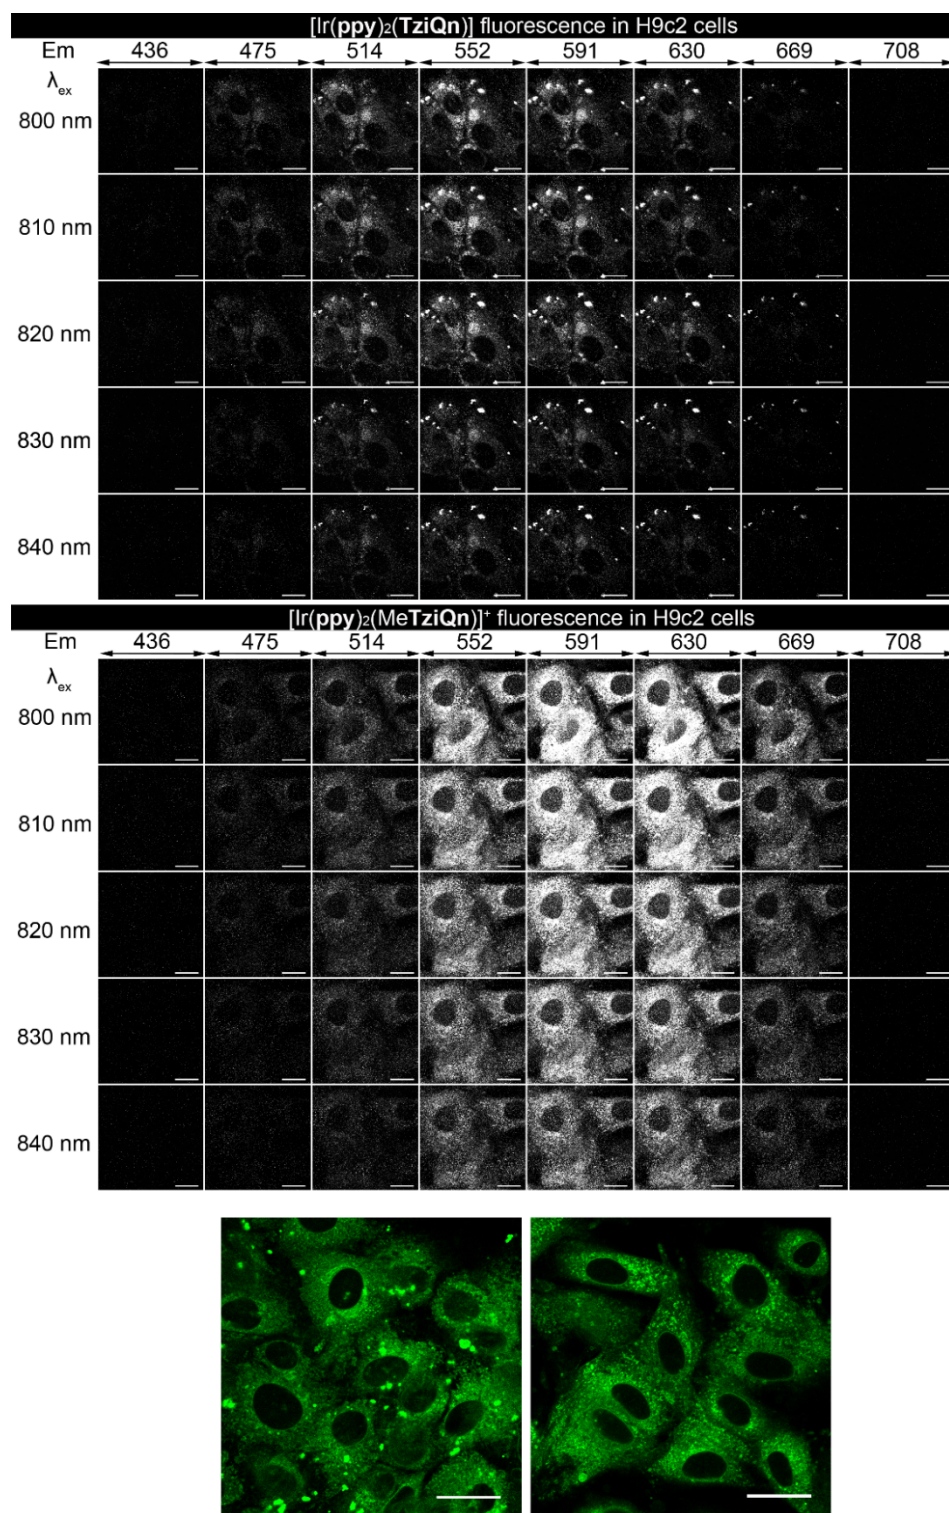 [Ir(ppy)₂(TziQn)] fluorescence in H9c2 cells
Em 436 475 514 552 591 630 669 708
λex
800 nm
810 nm
820 nm
830 nm
840 nm
[Ir(ppy)₂(MeTziQn)]⁺ fluorescence in H9c2 cells
Em 436 475 514 552 591 630 669 708
λex
800 nm
810 nm
820 nm
830 nm
840 nm